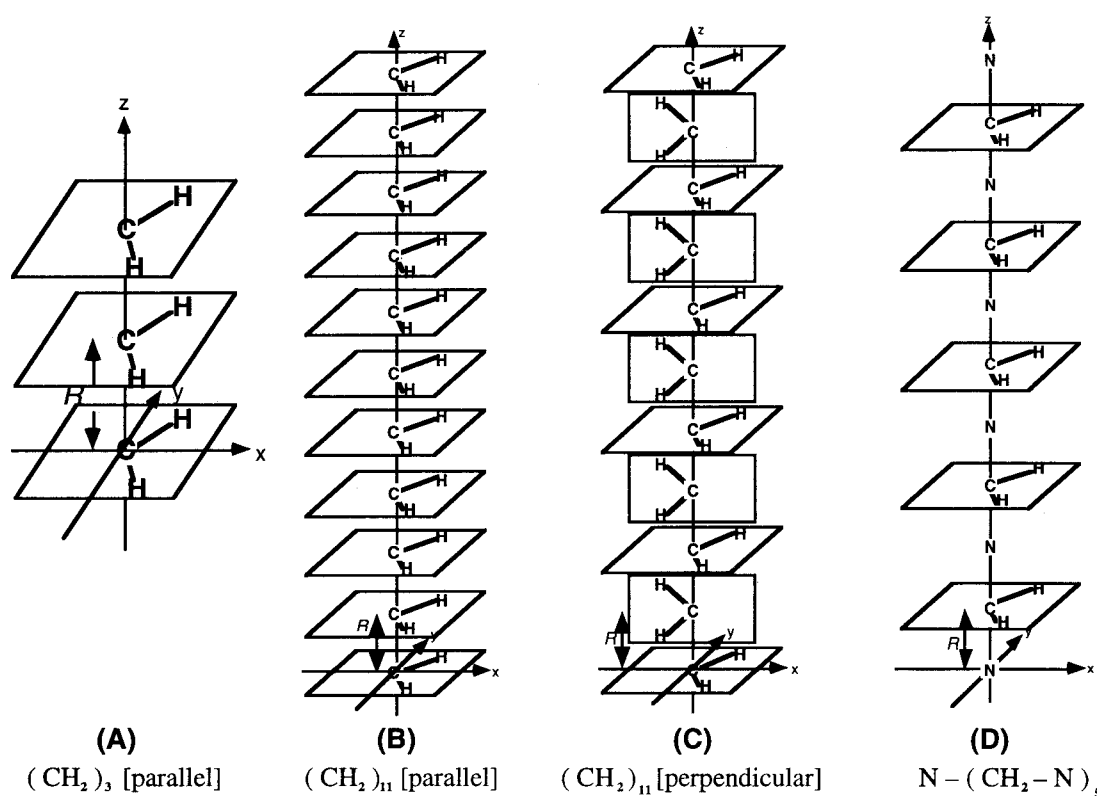 z
C H
H
C H
H
R
y
C H
H
x
z
C H
H
C H
H
C H
H
C H
H
C H
H
C H
H
C H
H
C H
H
C H
H
C H
H
R
y
C H
H
x
z
C H
H
H
C
H
C H
H
H
C
H
C H
H
H
C
H
C H
H
H
C
H
C H
H
H
C
H
R
y
C H
H
x
z
N
C H
H
N
C H
H
N
C H
H
N
C H
H
N
C H
H
R
y
N
x
(A) (B) (C) (D)
( CH₂ )₃ [parallel] ( CH₂ )₁₁ [parallel] ( CH₂ )₁₁ [perpendicular] N – ( CH₂ – N )